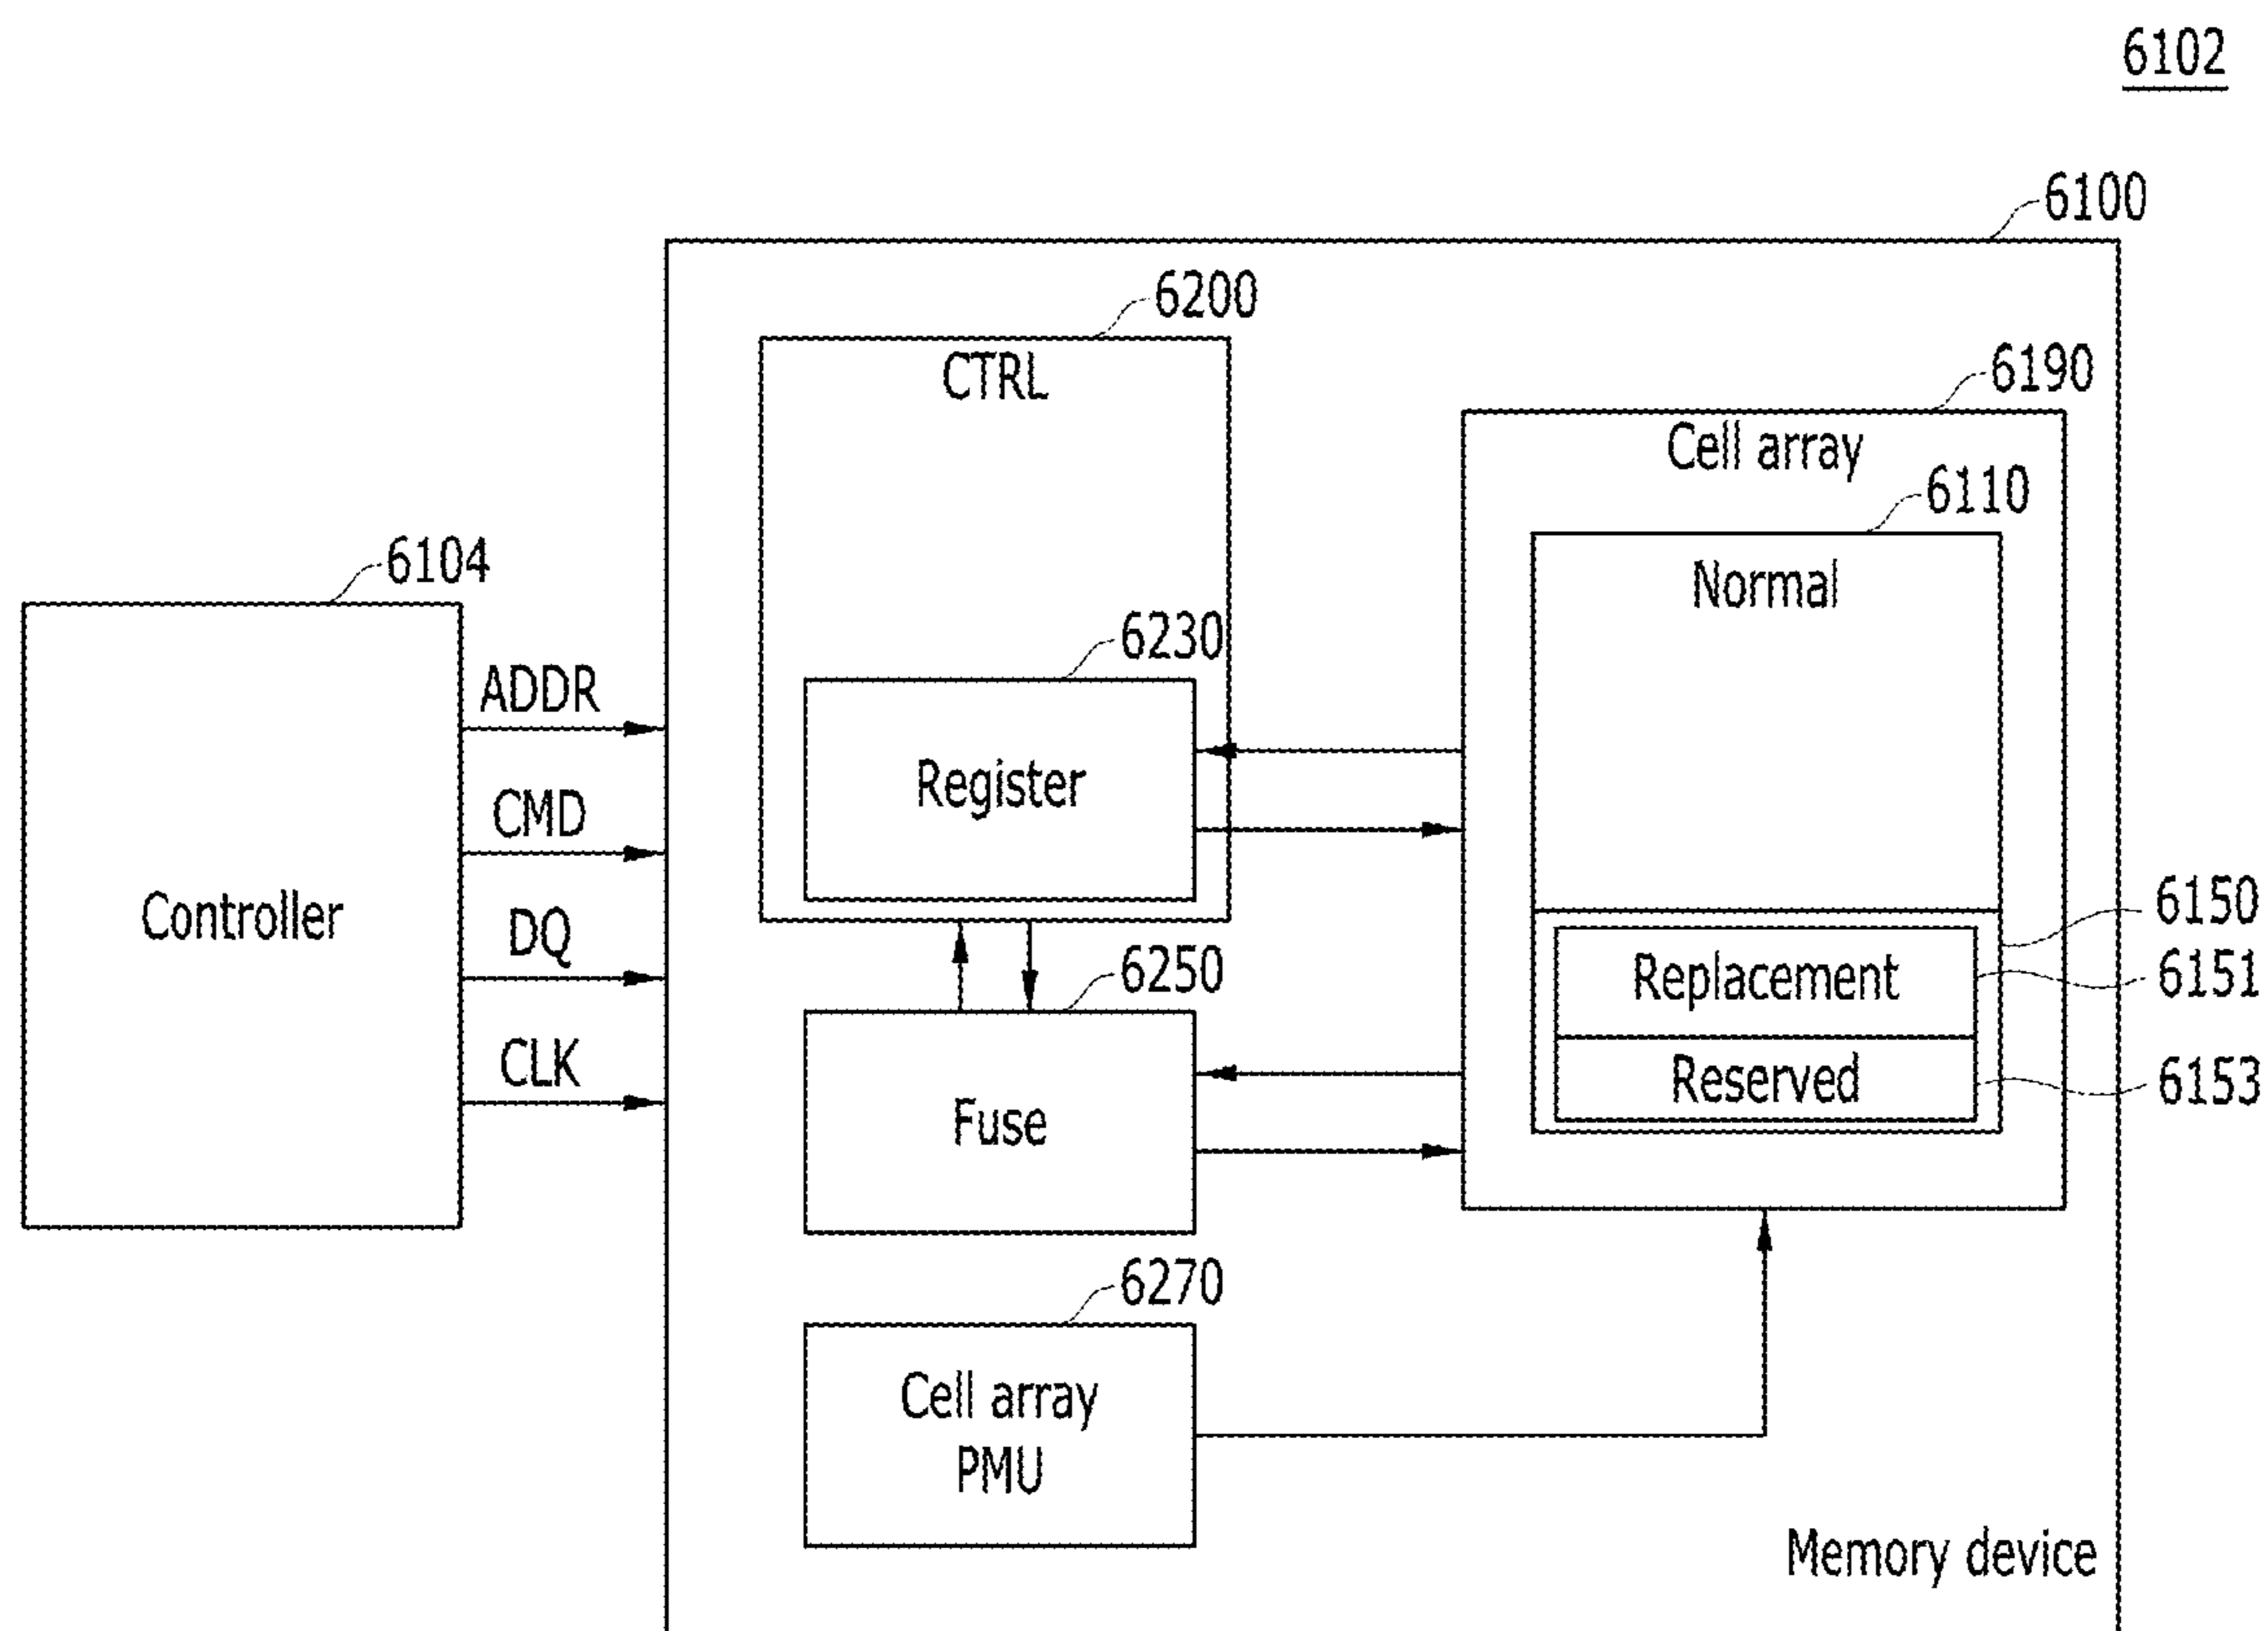 6102
6100
6200
CTRL
6190
Cell array
6110
Normal
6104
Controller
ADDR
CMD
DQ
CLK
6230
Register
6250
Fuse
6150
Replacement
6151
Reserved
6153
6270
Cell array
PMU
Memory device